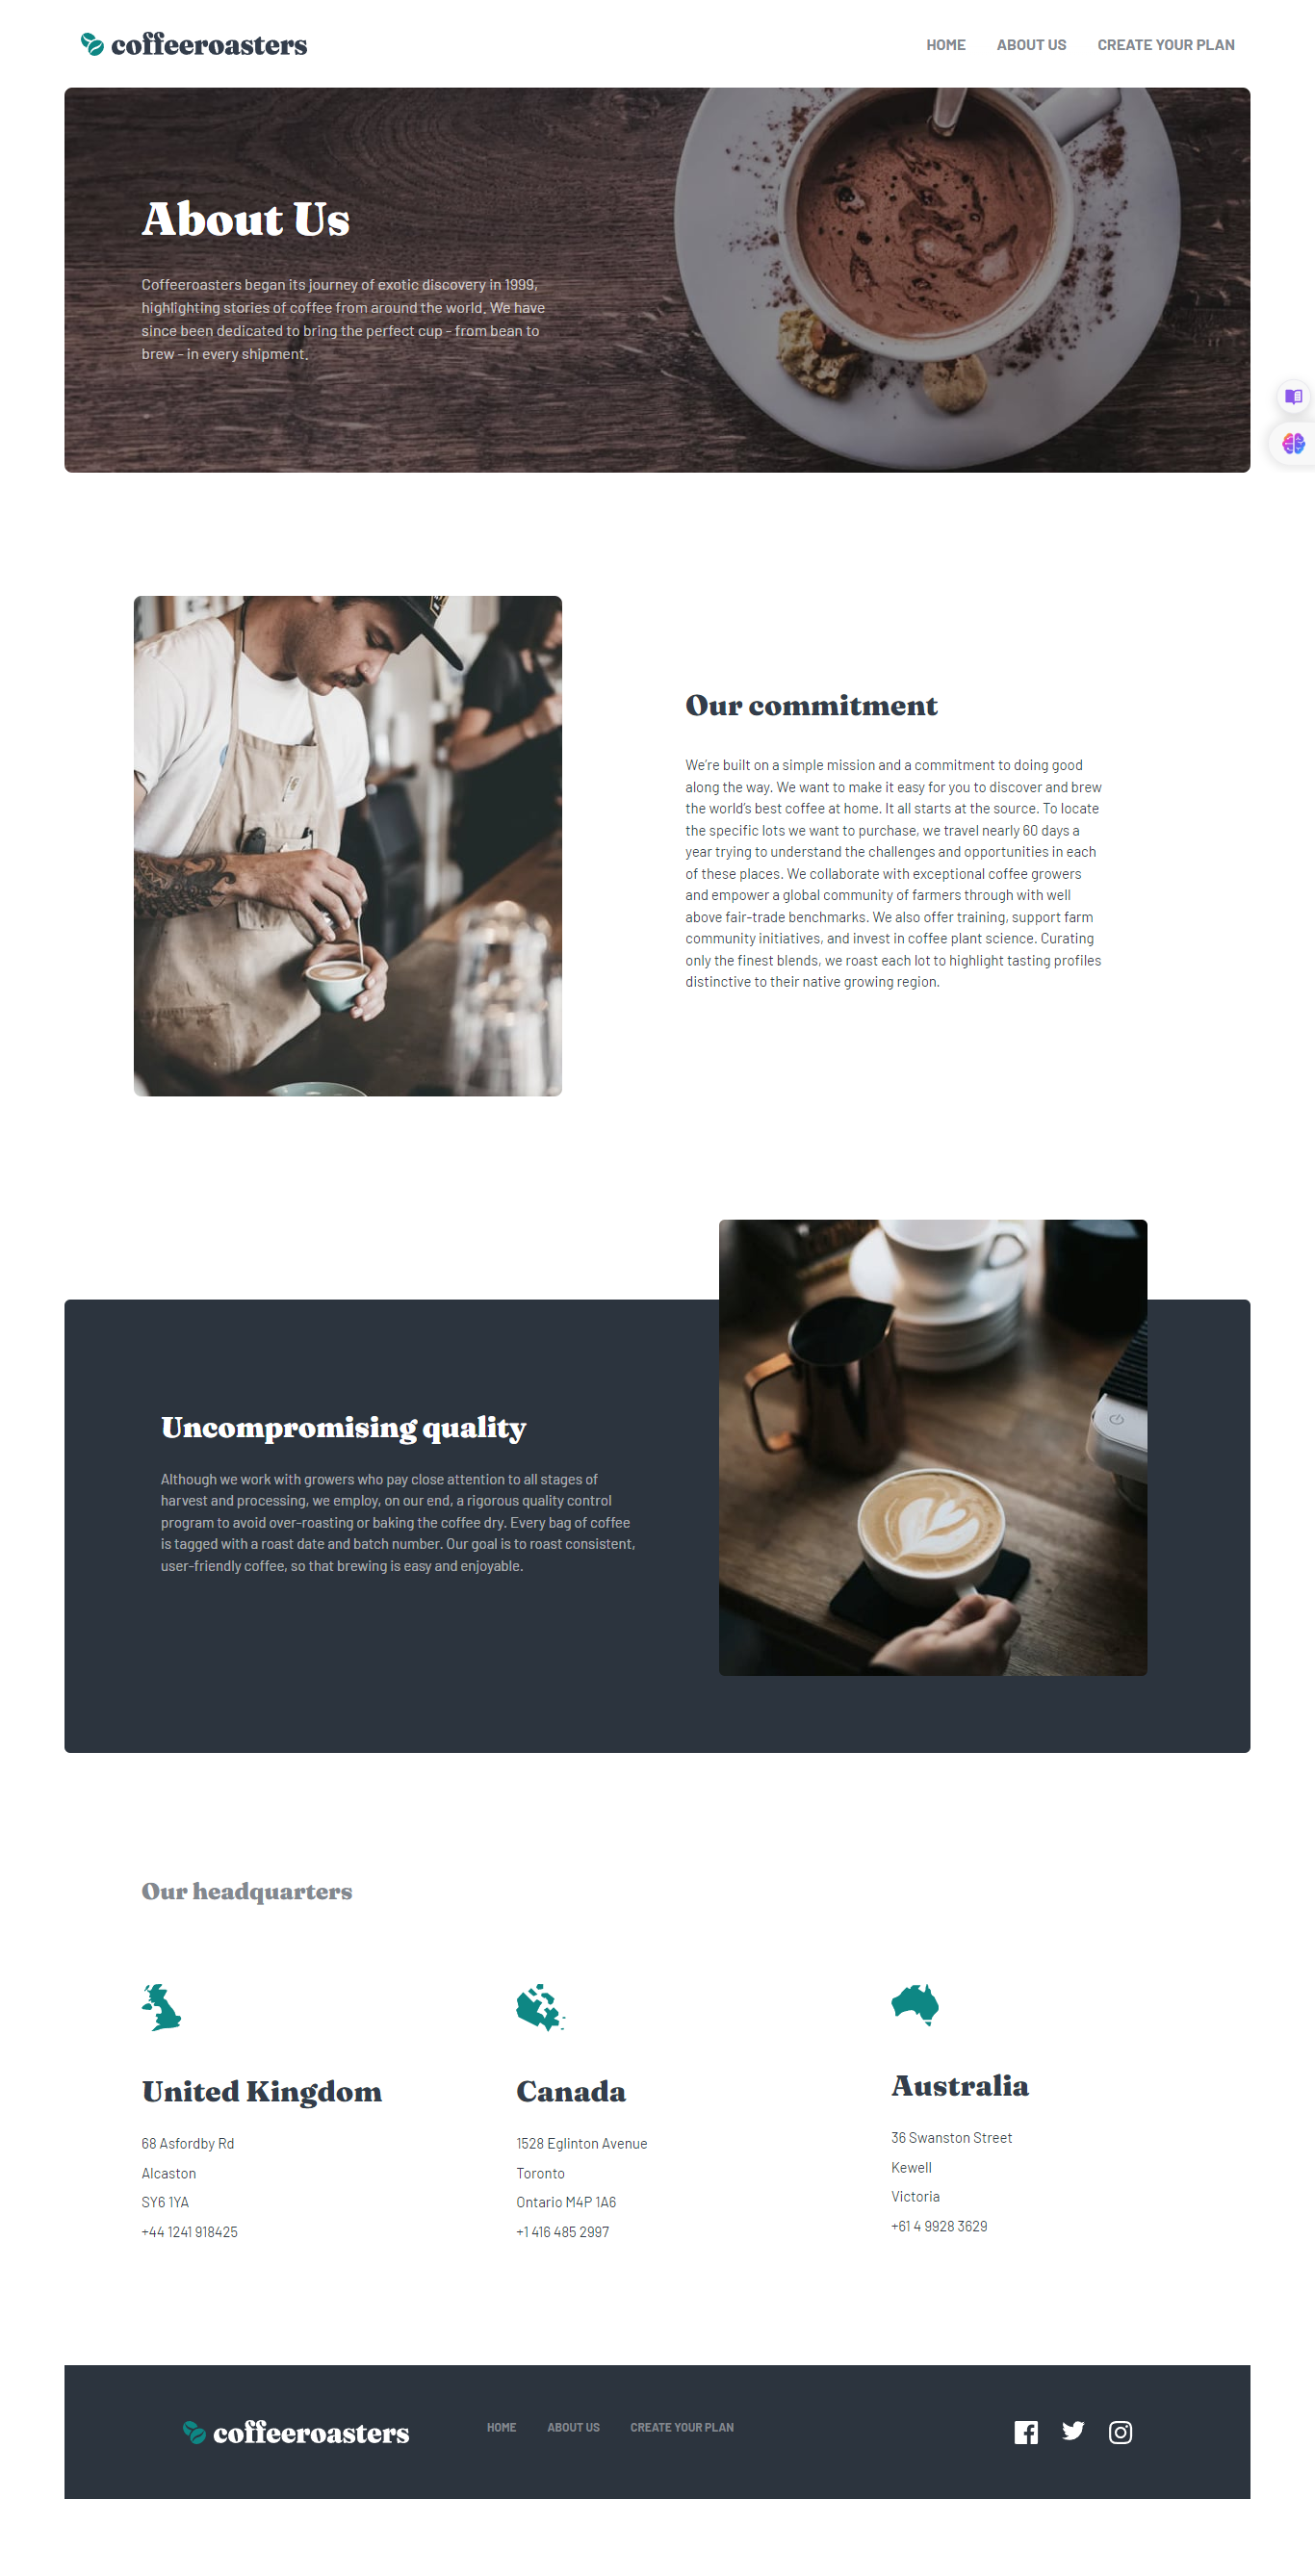 coffeeroasters
HOME ABOUT US CREATE YOUR PLAN
About Us
Coffeeroasters began its journey of exotic discovery in 1999,
highlighting stories of coffee from around the world. We have
since been dedicated to bring the perfect cup - from bean to
brew - in every shipment.
Our commitment
We're built on a simple mission and a commitment to doing good
along the way. We want to make it easy for you to discover and brew
the world's best coffee at home. It all starts at the source. To locate
the specific lots we want to purchase, we travel nearly 60 days a
year trying to understand the challenges and opportunities in each
of these places. We collaborate with exceptional coffee growers
and empower a global community of farmers through with well
above fair-trade benchmarks. We also offer training, support farm
community initiatives, and invest in coffee plant science. Curating
only the finest blends, we roast each lot to highlight tasting profiles
distinctive to their native growing region.
Uncompromising quality
Although we work with growers who pay close attention to all stages of
harvest and processing, we employ, on our end, a rigorous quality control
program to avoid over-roasting or baking the coffee dry. Every bag of coffee
is tagged with a roast date and batch number. Our goal is to roast consistent,
user-friendly coffee, so that brewing is easy and enjoyable.
Our headquarters
United Kingdom
68 Asfordby Rd
Alcaston
SY6 1YA
+44 1241 918425
Canada
1528 Eglinton Avenue
Toronto
Ontario M4P 1A6
+1 416 485 2997
Australia
36 Swanston Street
Kewell
Victoria
+61 4 9928 3629
coffeeroasters
HOME ABOUT US CREATE YOUR PLAN